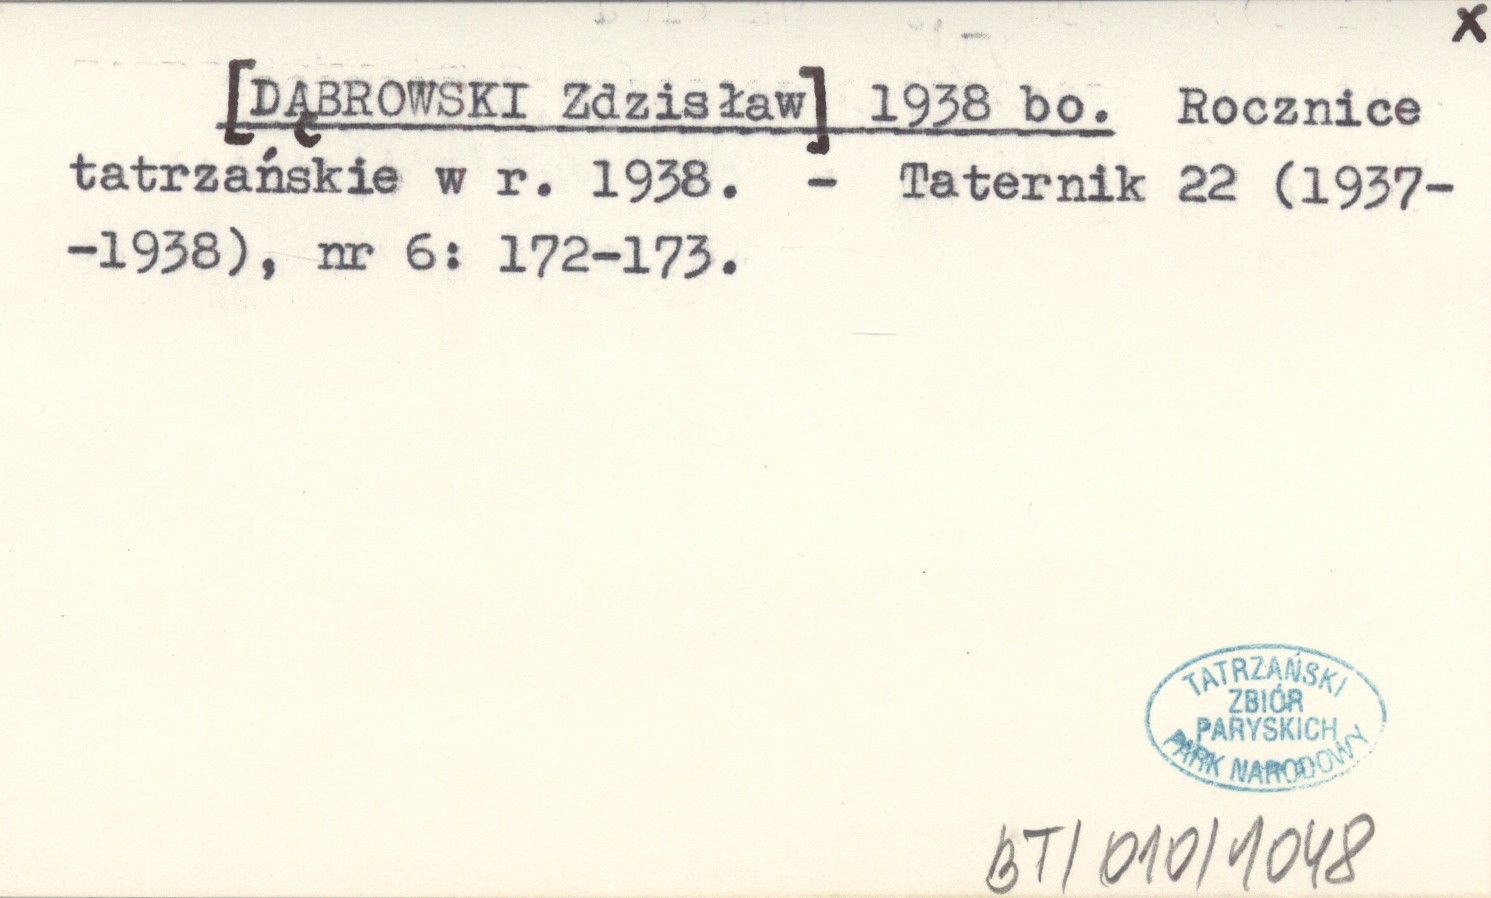 x
[DĄBROWSKI Zdzisław] 1938 bo. Rocznice
tatrzańskie w r. 1938. - Taternik 22 (1937-
-1938), nr 6: 172-173.
TATRZAŃSKI
ZBIÓR
PARYSKICH
PARK NARODOWY
BT/010/1048